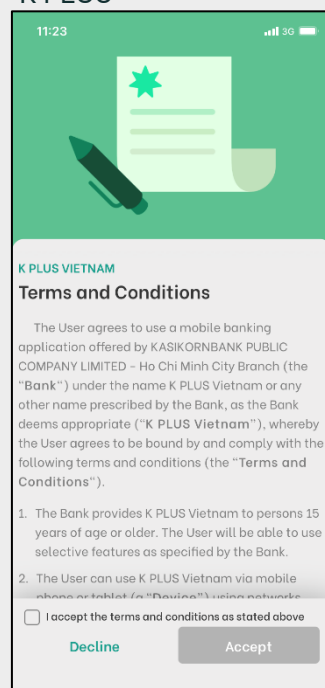 K PLUS
11:23
3G
K PLUS VIETNAM
Terms and Conditions
The User agrees to use a mobile banking
application offered by KASIKORNBANK PUBLIC
COMPANY LIMITED - Ho Chi Minh City Branch (the
"Bank") under the name K PLUS Vietnam or any
other name prescribed by the Bank, as the Bank
deems appropriate ("K PLUS Vietnam"), whereby
the User agrees to be bound by and comply with the
following terms and conditions (the "Terms and
Conditions").
1. The Bank provides K PLUS Vietnam to persons 15
years of age or older. The User will be able to use
selective features as specified by the Bank.
2. The User can use K PLUS Vietnam via mobile
phone or tablet (a "Device") using networks
I accept the terms and conditions as stated above
Decline
Accept